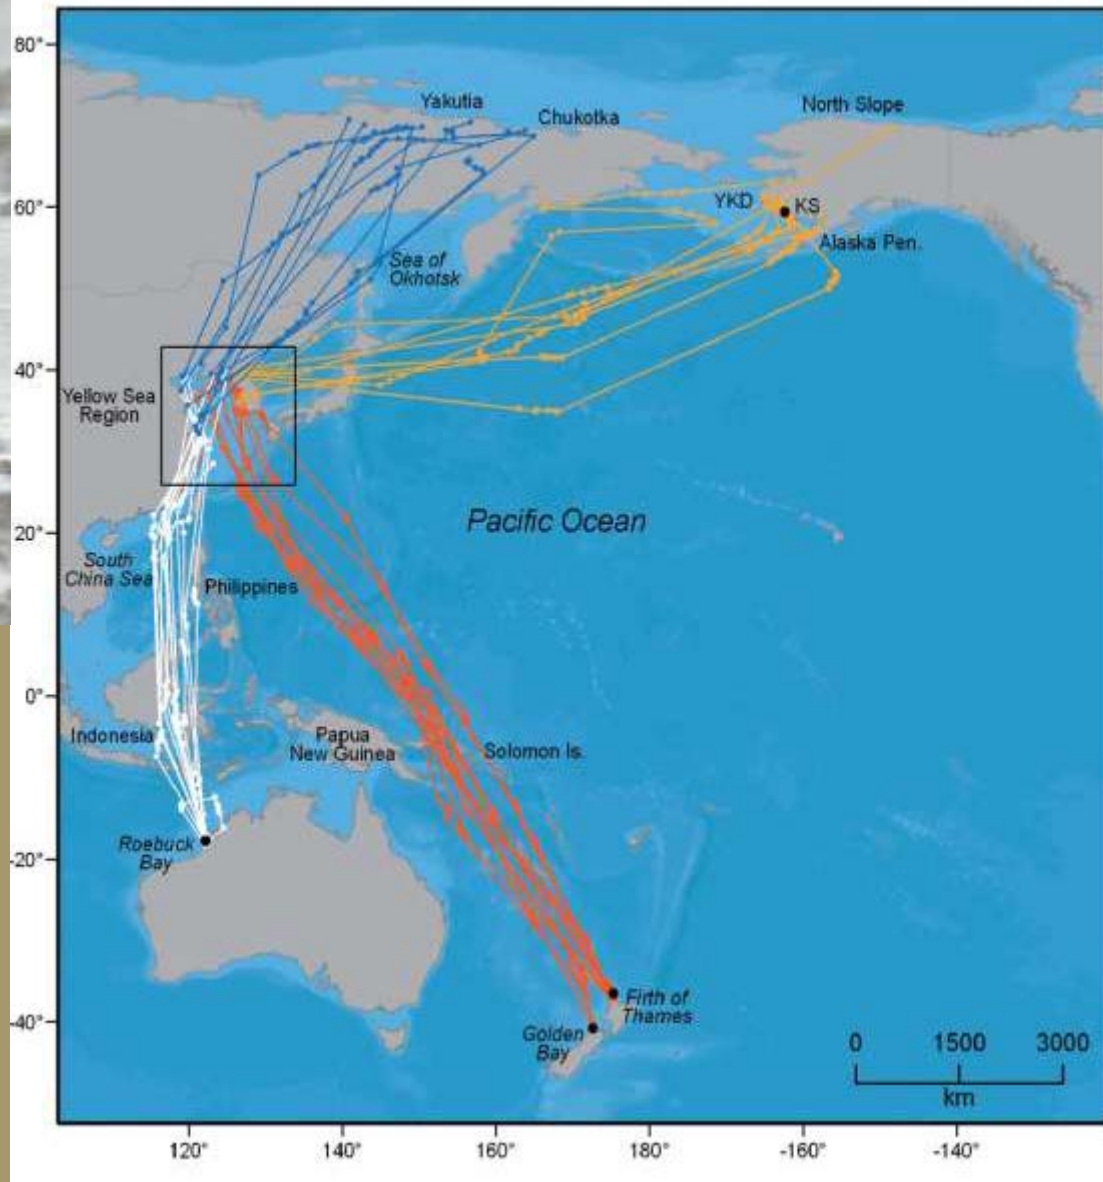 80°
Yakutia
Chukotka
North Slope
60°
YKD
KS
Alaska Pen.
Sea of
Okhotsk
40°
Yellow Sea
Region
20°
Pacific Ocean
South
China Sea
Philippines
0°
Indonesia
Papua
New Guinea
Solomon Is.
Roebuck
Bay
-20°
Firth of
Thames
-40°
Golden
Bay
0 1500 3000
km
120° 140° 160° 180° -160° -140°